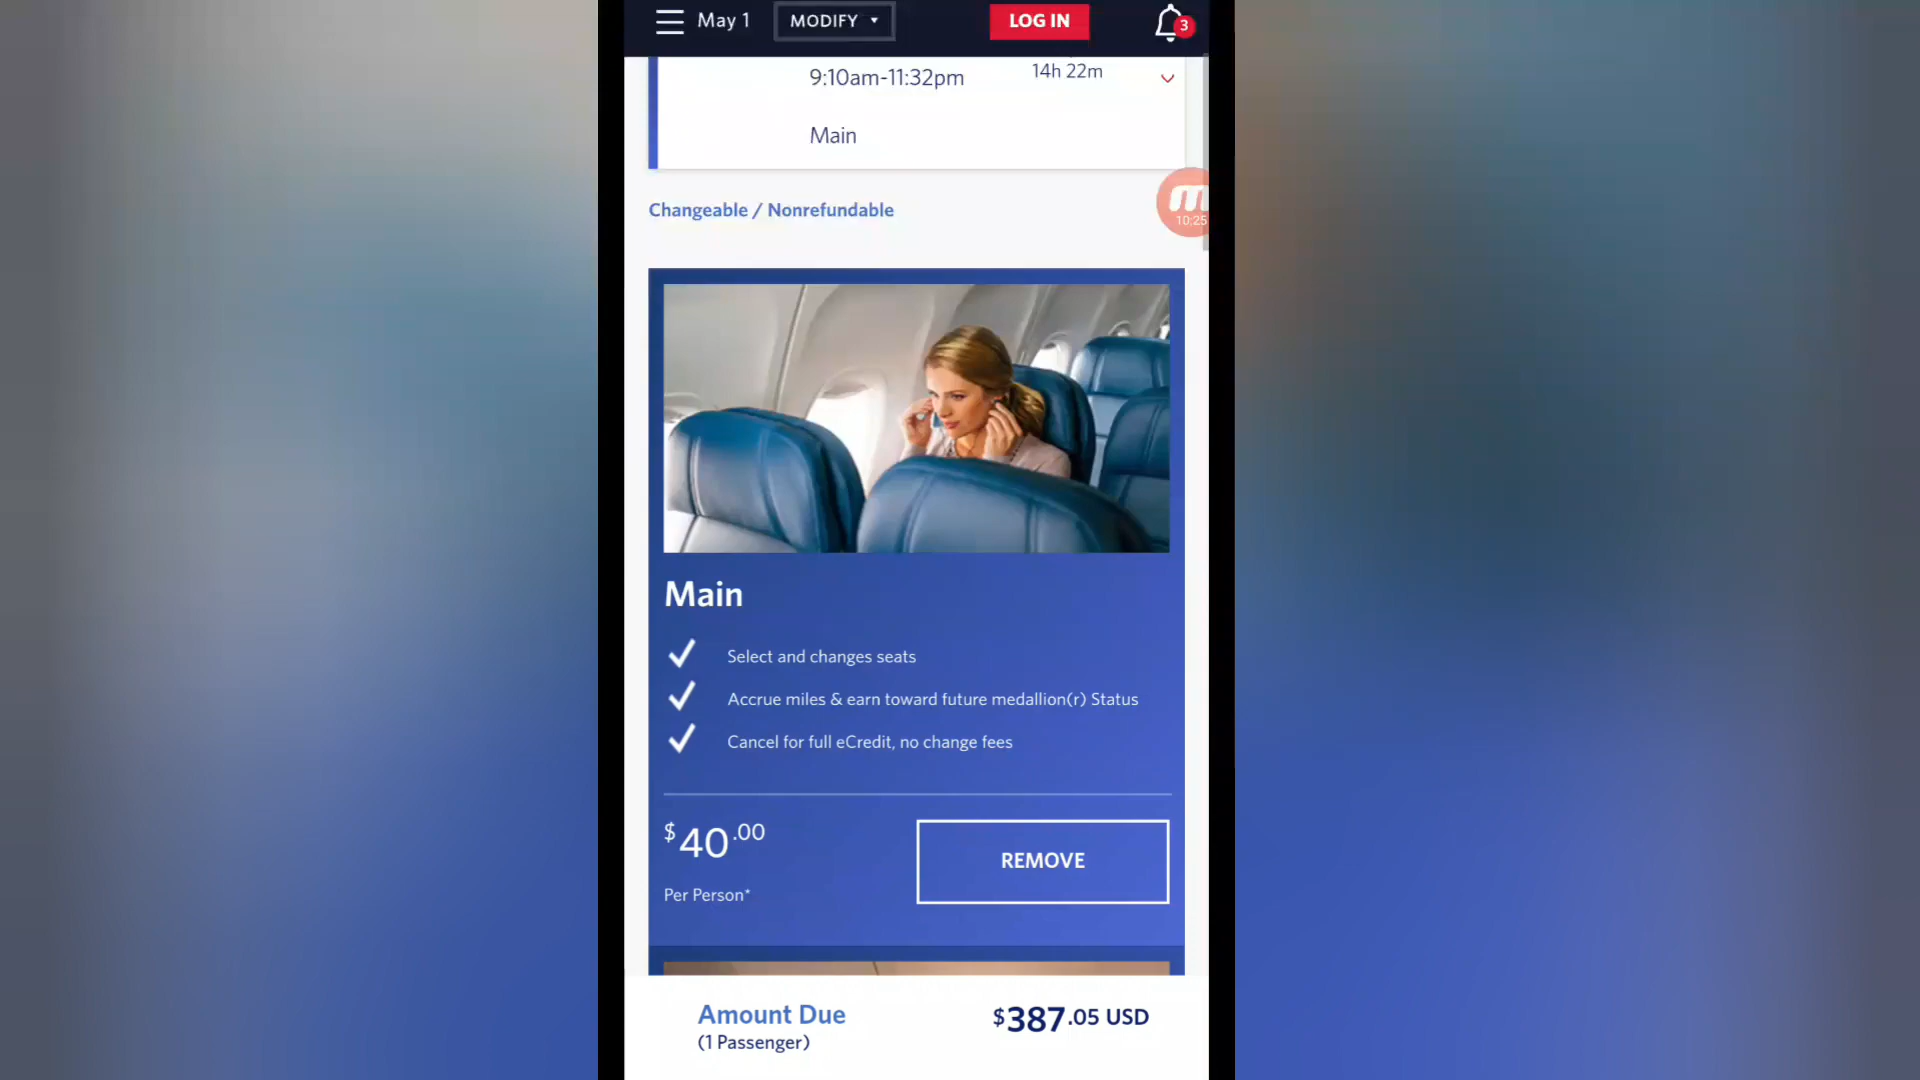 May 1
MODIFY
LOG IN
3
9:10am-11:32pm
14h 22m
Main
Changeable / Nonrefundable
10:25
Main
Select and changes seats
Accrue miles & earn toward future medallion(r) Status
Cancel for full eCredit, no change fees
$40.00
Per Person*
REMOVE
Amount Due
$387.05 USD
(1 Passenger)